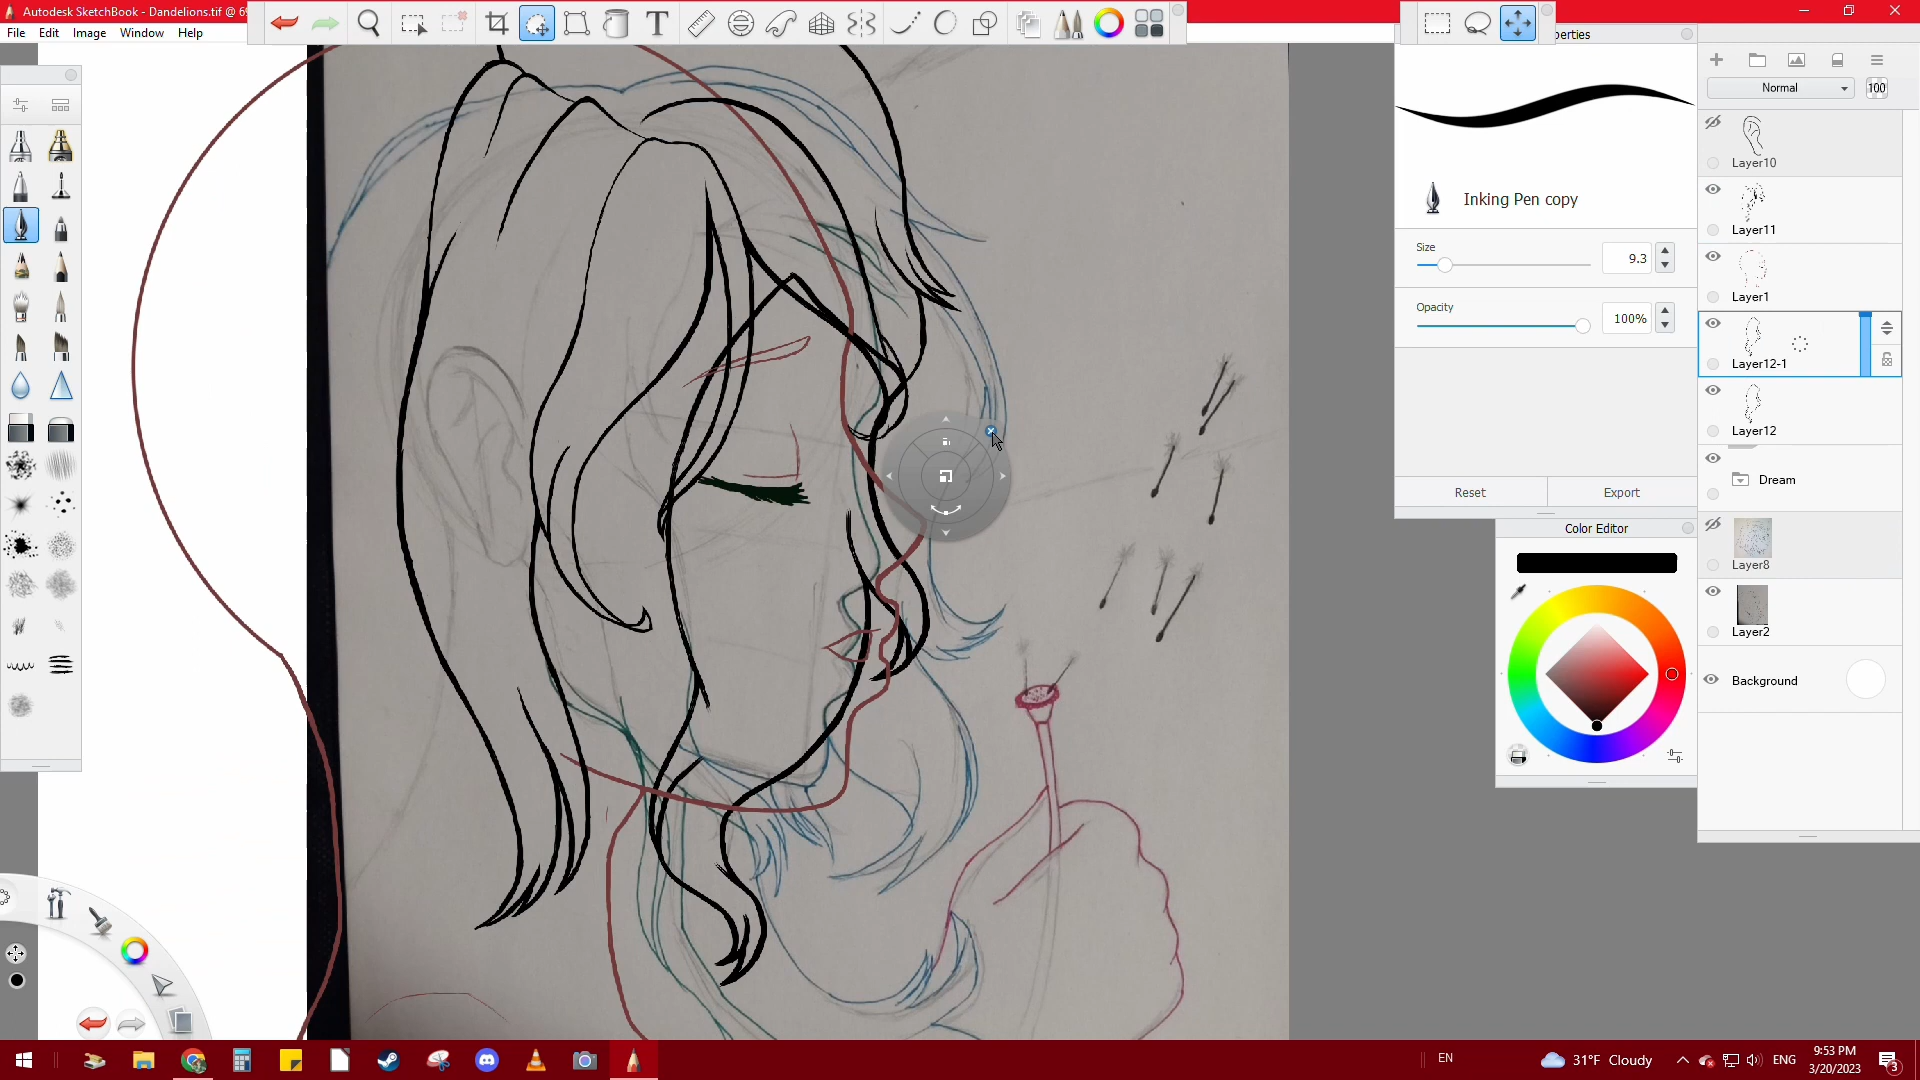 Autodesk SketchBook - Dandelions.tif @
File Edit Image Window Help
Properties
Inking Pen copy
Size
9.3
Opacity
100%
Reset Export
Color Editor
Normal 100
Layer10
Layer11
Layer1
Layer12-1
Layer12
Dream
Layer8
Layer2
Background
EN
31°F Cloudy
ENG
9:53 PM
3/20/2023
3